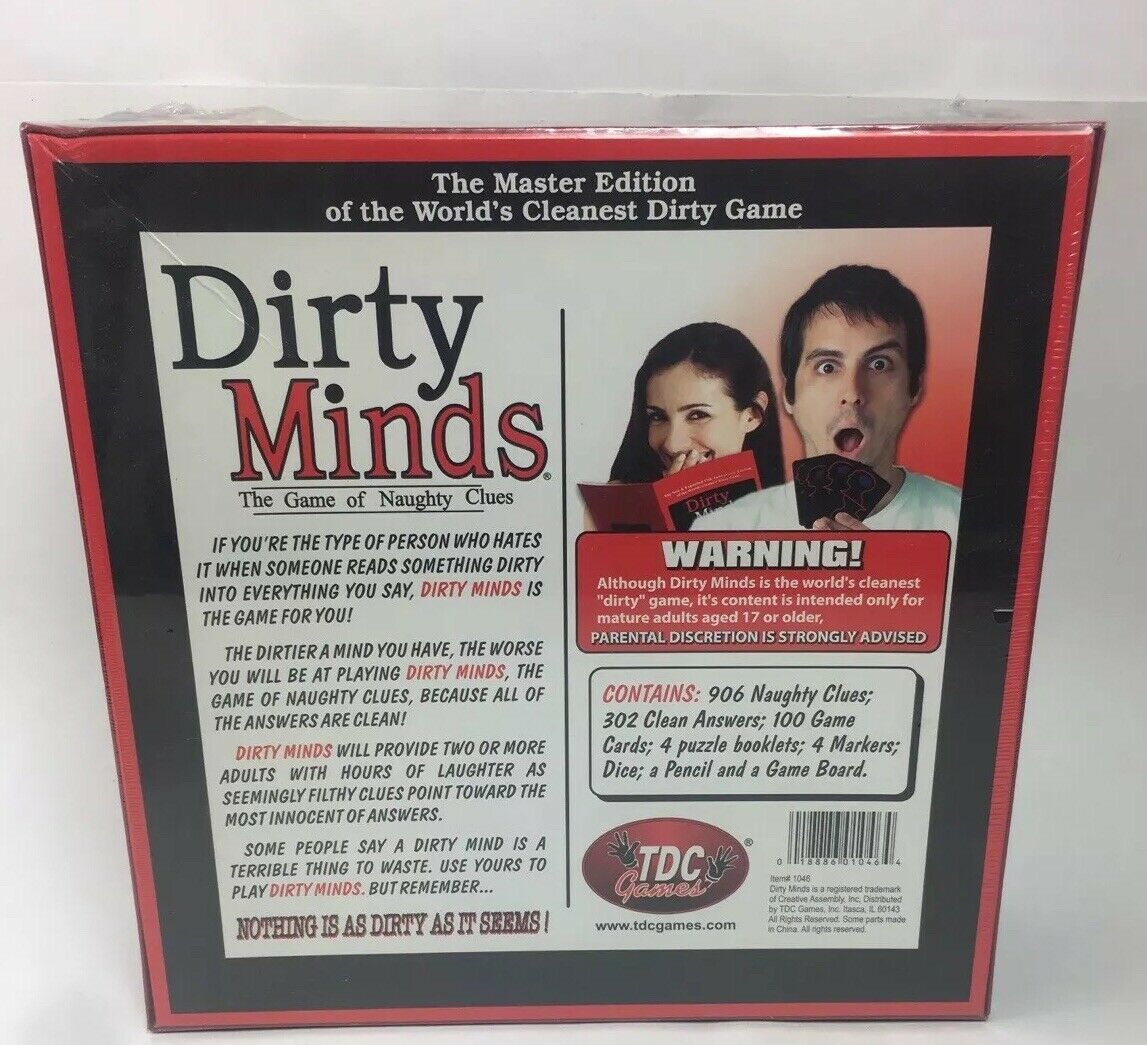 The Master Edition
of the World's Cleanest Dirty Game
Dirty
Minds®
The Game of Naughty Clues
IF YOU'RE THE TYPE OF PERSON WHO HATES
IT WHEN SOMEONE READS SOMETHING DIRTY
INTO EVERYTHING YOU SAY, DIRTY MINDS IS
THE GAME FOR YOU!
THE DIRTIER A MIND YOU HAVE, THE WORSE
YOU WILL BE AT PLAYING DIRTY MINDS, THE
GAME OF NAUGHTY CLUES, BECAUSE ALL OF
THE ANSWERS ARE CLEAN!
DIRTY MINDS WILL PROVIDE TWO OR MORE
ADULTS WITH HOURS OF LAUGHTER AS
SEEMINGLY FILTHY CLUES POINT TOWARD THE
MOST INNOCENT OF ANSWERS.
SOME PEOPLE SAY A DIRTY MIND IS A
TERRIBLE THING TO WASTE. USE YOURS TO
PLAY DIRTY MINDS. BUT REMEMBER...
NOTHING IS AS DIRTY AS IT SEEMS!
Dirty
WARNING!
Although Dirty Minds is the world's cleanest
"dirty" game, it's content is intended only for
mature adults aged 17 or older,
PARENTAL DISCRETION IS STRONGLY ADVISED
CONTAINS: 906 Naughty Clues;
302 Clean Answers; 100 Game
Cards; 4 puzzle booklets; 4 Markers;
Dice; a Pencil and a Game Board.
TDC
Games®
www.tdcgames.com
0 18886 01046 4
Item# 1046
Dirty Minds is a registered trademark
of Creative Assembly, Inc. Distributed
by TDC Games, Inc. Itasca, IL 60143
All Rights Reserved. Some parts made
in China. All rights reserved.